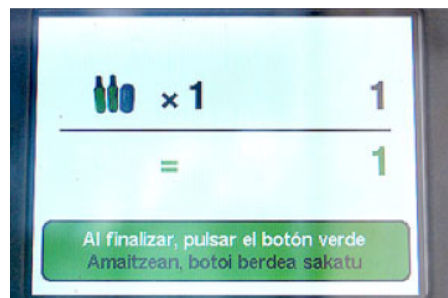 × 1 1
= 1
Al finalizar, pulsar el botón verde
Amaitzean, botoi berdea sakatu